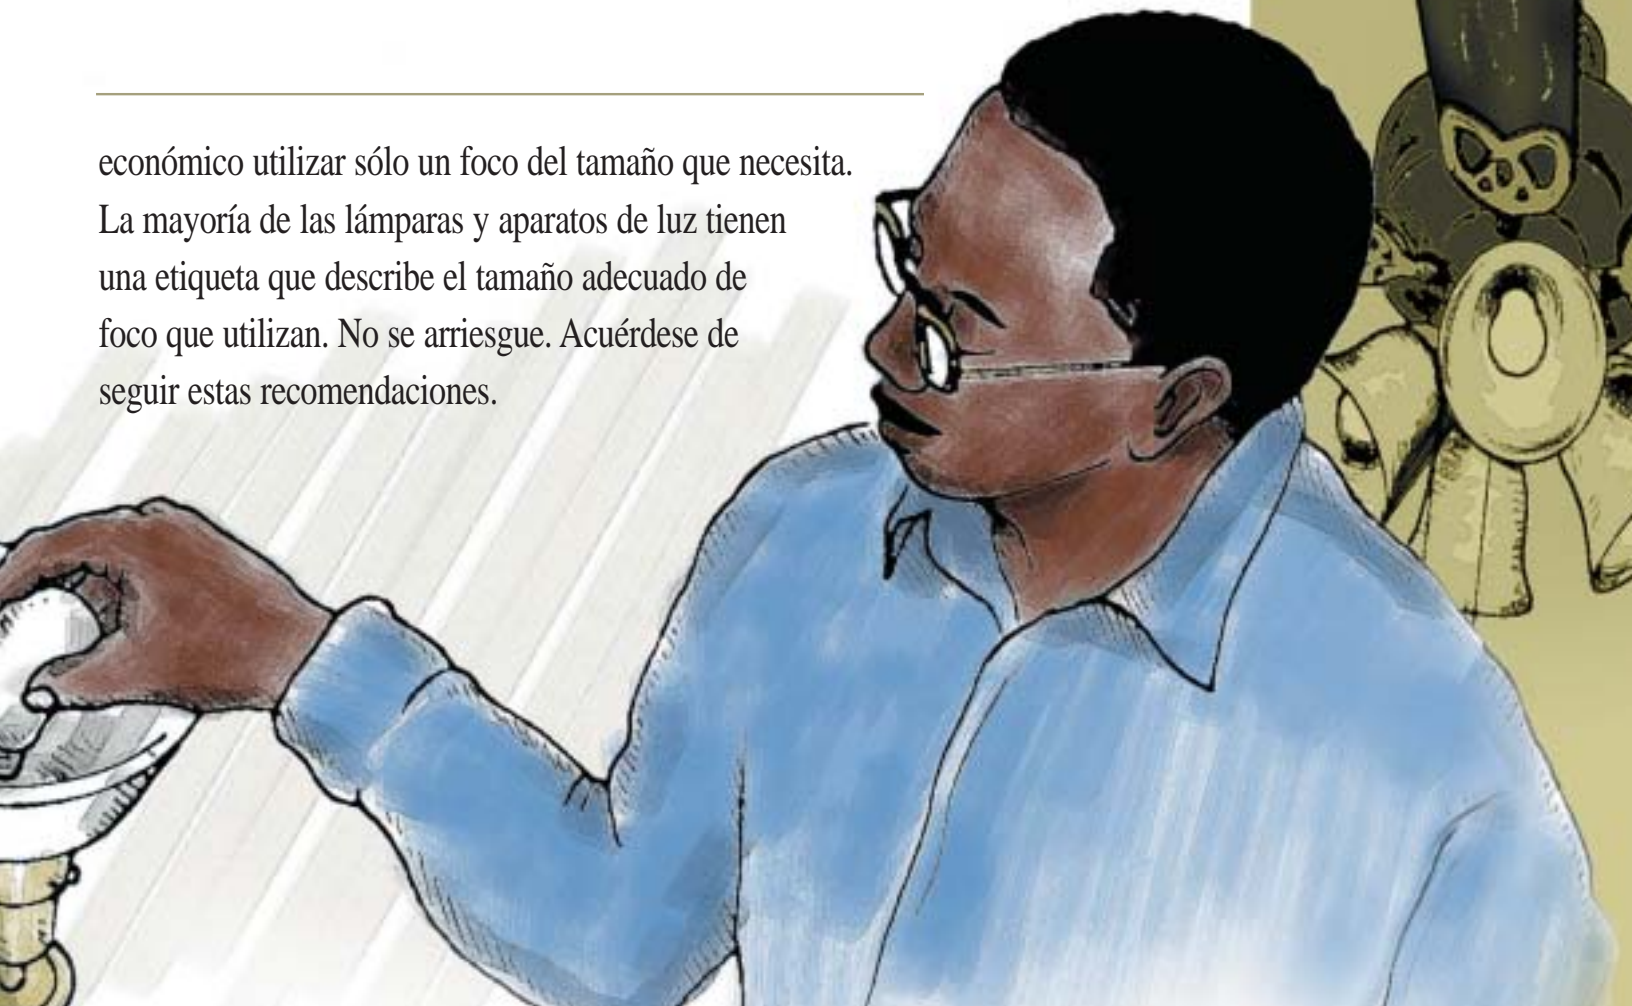 económico utilizar sólo un foco del tamaño que necesita.
La mayoría de las lámparas y aparatos de luz tienen
una etiqueta que describe el tamaño adecuado de
foco que utilizan. No se arriesgue. Acuérdese de
seguir estas recomendaciones.